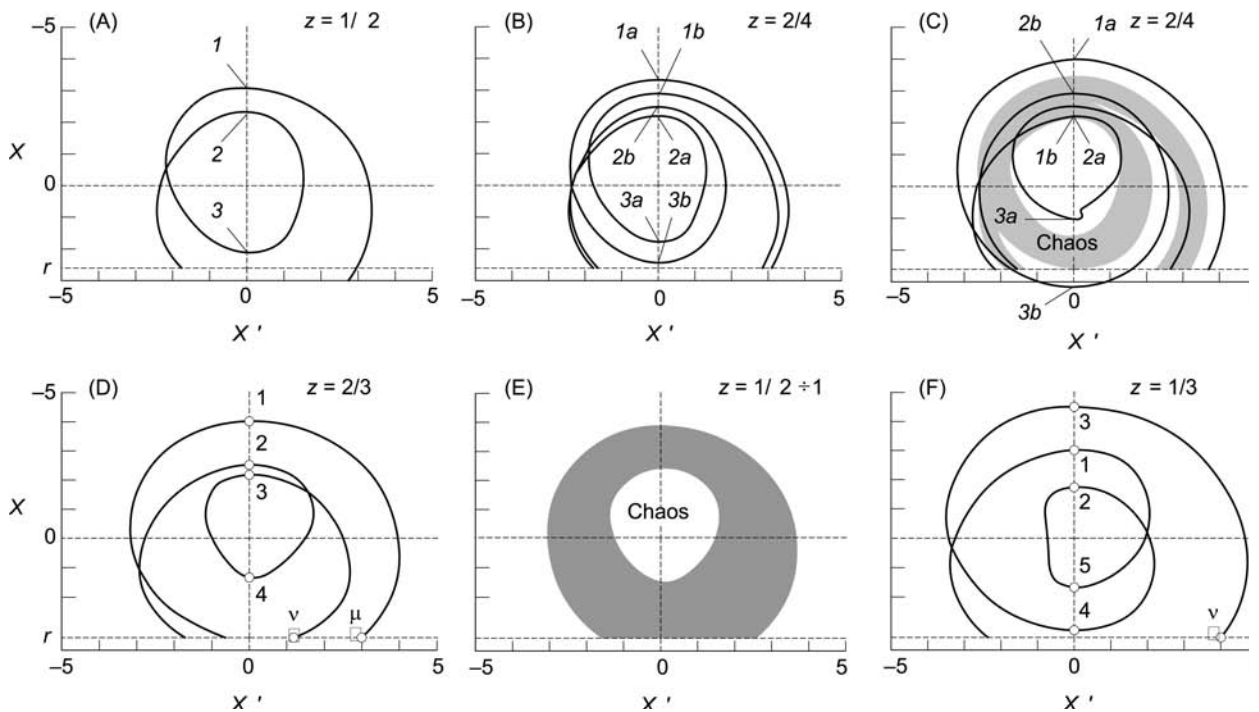 (A) z = 1/ 2
–5
1
2
X
0
3
r
–5 0 5
X '
(B) z = 2/4
1a 1b
2b 2a
3a 3b
–5 0 5
X '
(C) z = 2/4
2b 1a
1b 2a
3a
Chaos
–5 0
3b
X '
(D) z = 2/3
–5
1
2
3
X
0
4
ν μ
r
–5 0 5
X '
(E) z = 1/ 2 ÷1
Chaos
–5 0 5
X '
(F) z = 1/3
3
1
2
5
4
ν
–5 0
X '